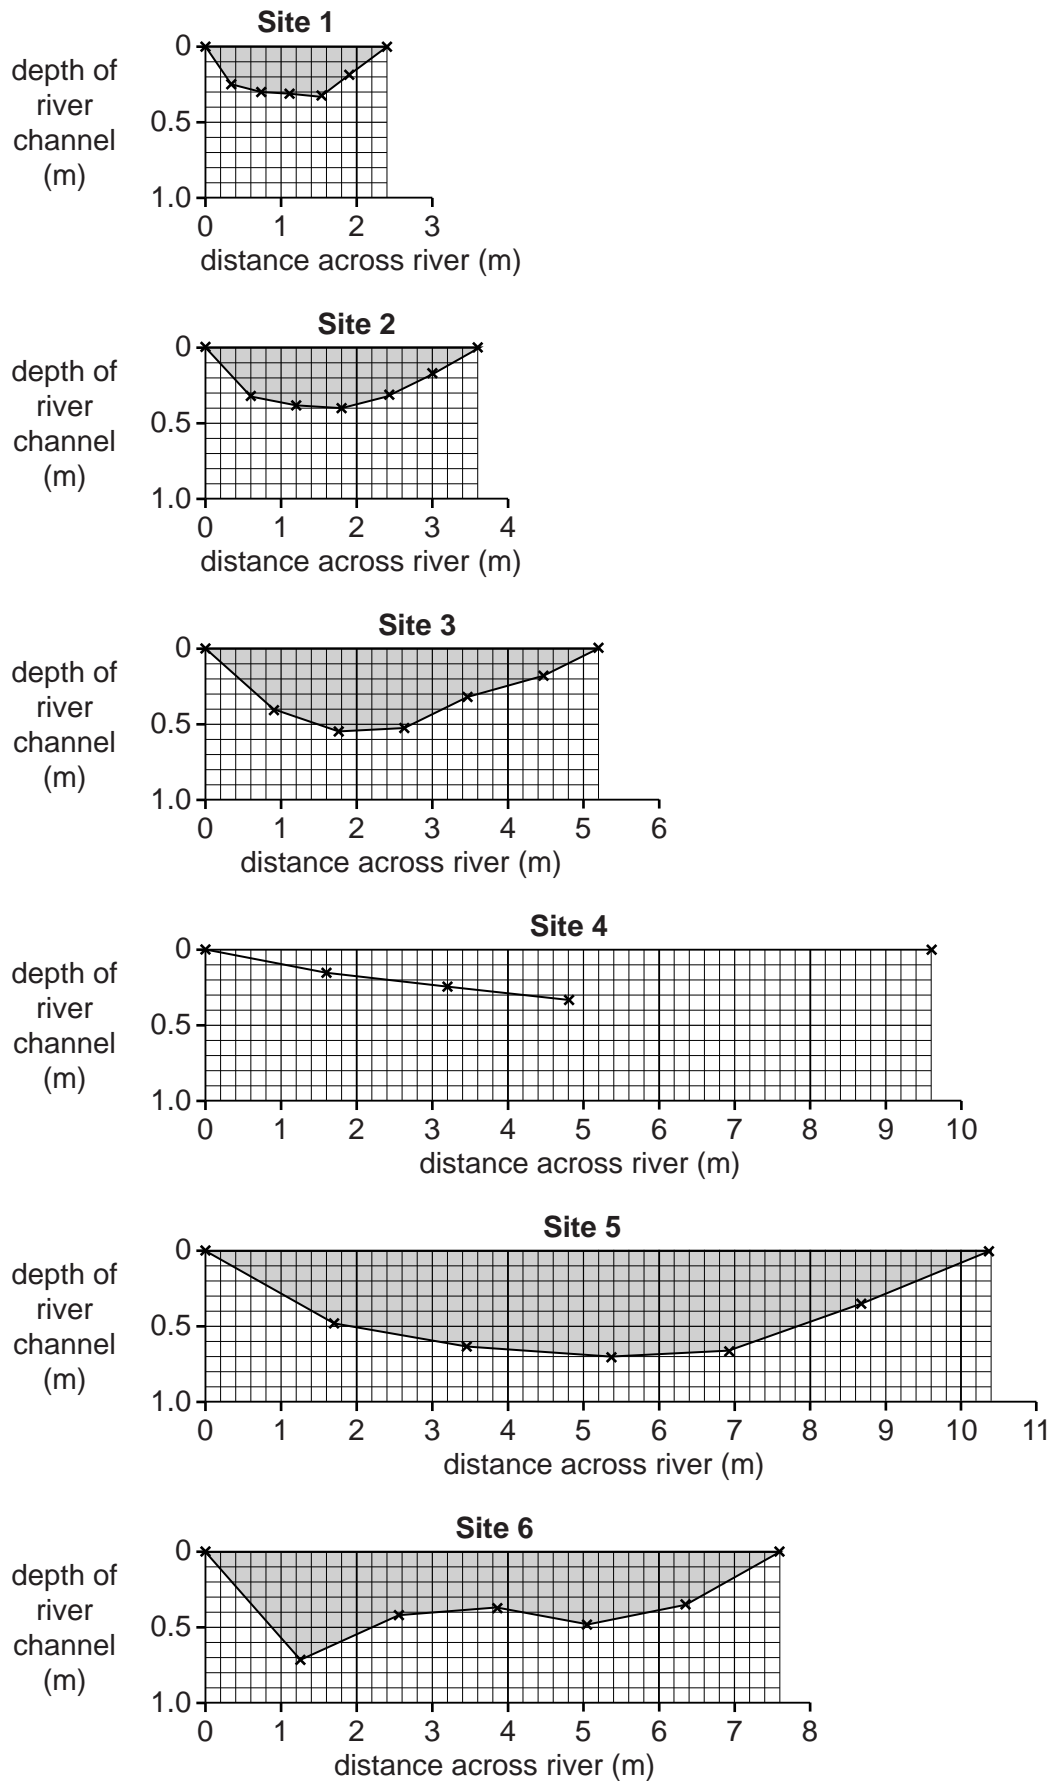 Site 1
depth of
river
channel
(m)
0
0.5
1.0
0 1 2 3
distance across river (m)
Site 2
depth of
river
channel
(m)
0
0.5
1.0
0 1 2 3 4
distance across river (m)
Site 3
depth of
river
channel
(m)
0
0.5
1.0
0 1 2 3 4 5 6
distance across river (m)
Site 4
depth of
river
channel
(m)
0
0.5
1.0
0 1 2 3 4 5 6 7 8 9 10
distance across river (m)
Site 5
depth of
river
channel
(m)
0
0.5
1.0
0 1 2 3 4 5 6 7 8 9 10 11
distance across river (m)
Site 6
depth of
river
channel
(m)
0
0.5
1.0
0 1 2 3 4 5 6 7 8
distance across river (m)